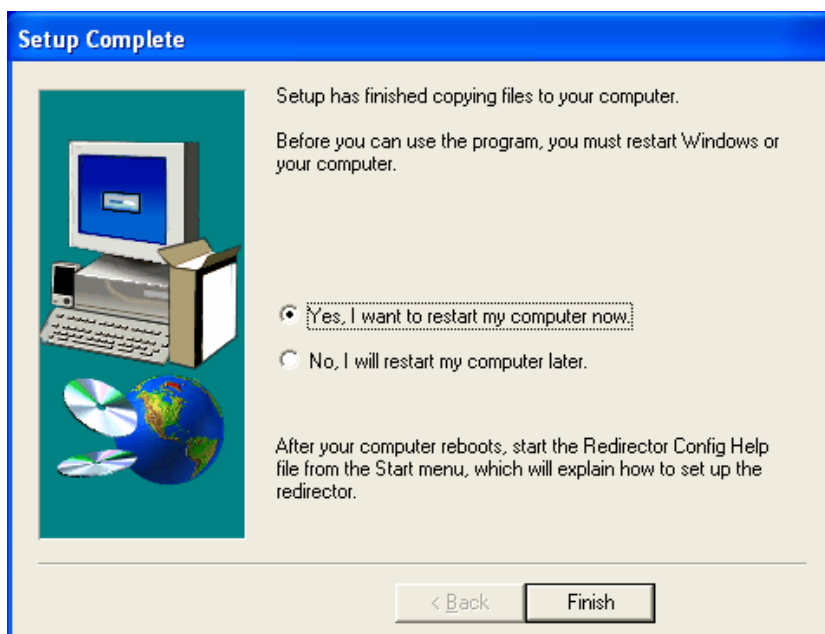 Setup Complete
Setup has finished copying files to your computer.
Before you can use the program, you must restart Windows or
your computer.
Yes, I want to restart my computer now.
No, I will restart my computer later.
After your computer reboots, start the Redirector Config Help
file from the Start menu, which will explain how to set up the
redirector.
< Back
Finish